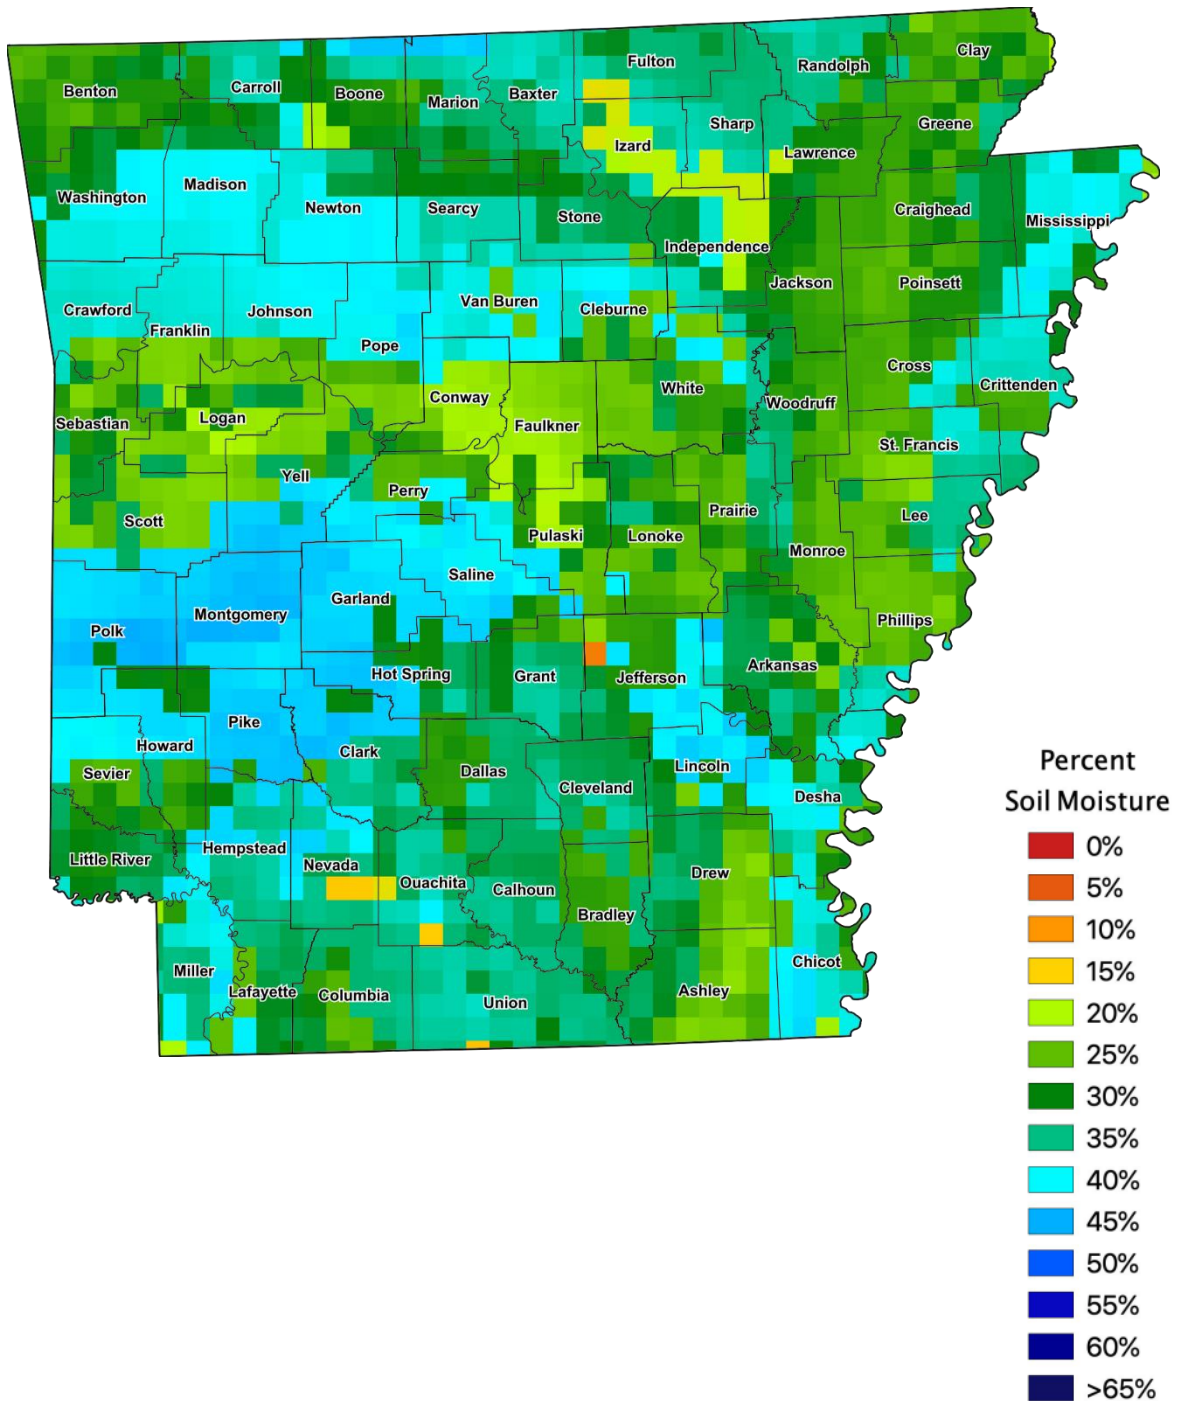 Clay
Fulton
Randolph
Carroll
Benton
Boone
Baxter
Marion
Sharp
Greene
Izard
Lawrence
Madison
Washington
Newton
Searcy
Stone
Craighead
Mississippi
Independence
Jackson
Poinsett
Van Buren
Crawford
Johnson
Cleburne
Franklin
Pope
Cross
Crittenden
White
Conway
Woodruff
Logan
Sebastian
Faulkner
St. Francis
Yell
Perry
Prairie
Lee
Scott
Pulaski
Lonoke
Monroe
Saline
Garland
Montgomery
Phillips
Polk
Arkansas
Hot Spring
Grant
Jefferson
Pike
Howard
Clark
Lincoln
Sevier
Dallas
Cleveland
Desha
Hempstead
Little River
Nevada
Drew
Ouachita
Calhoun
Bradley
Chicot
Miller
Lafayette
Columbia
Ashley
Union
Percent
Soil Moisture
0%
5%
10%
15%
20%
25%
30%
35%
40%
45%
50%
55%
60%
>65%